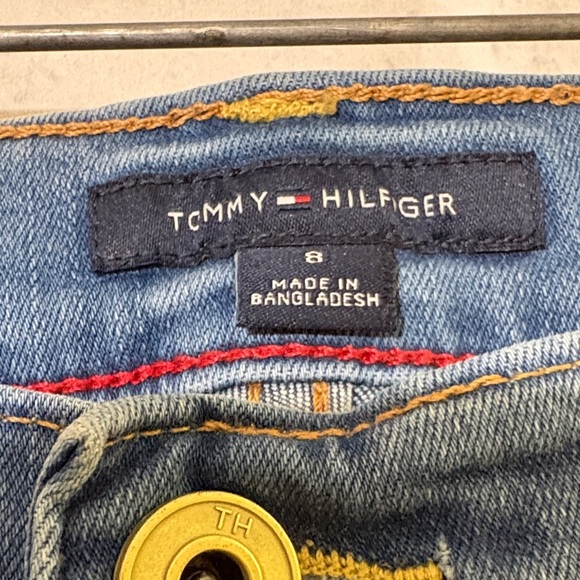 TOMMY HILFIGER
8
MADE IN
BANGLADESH
TH